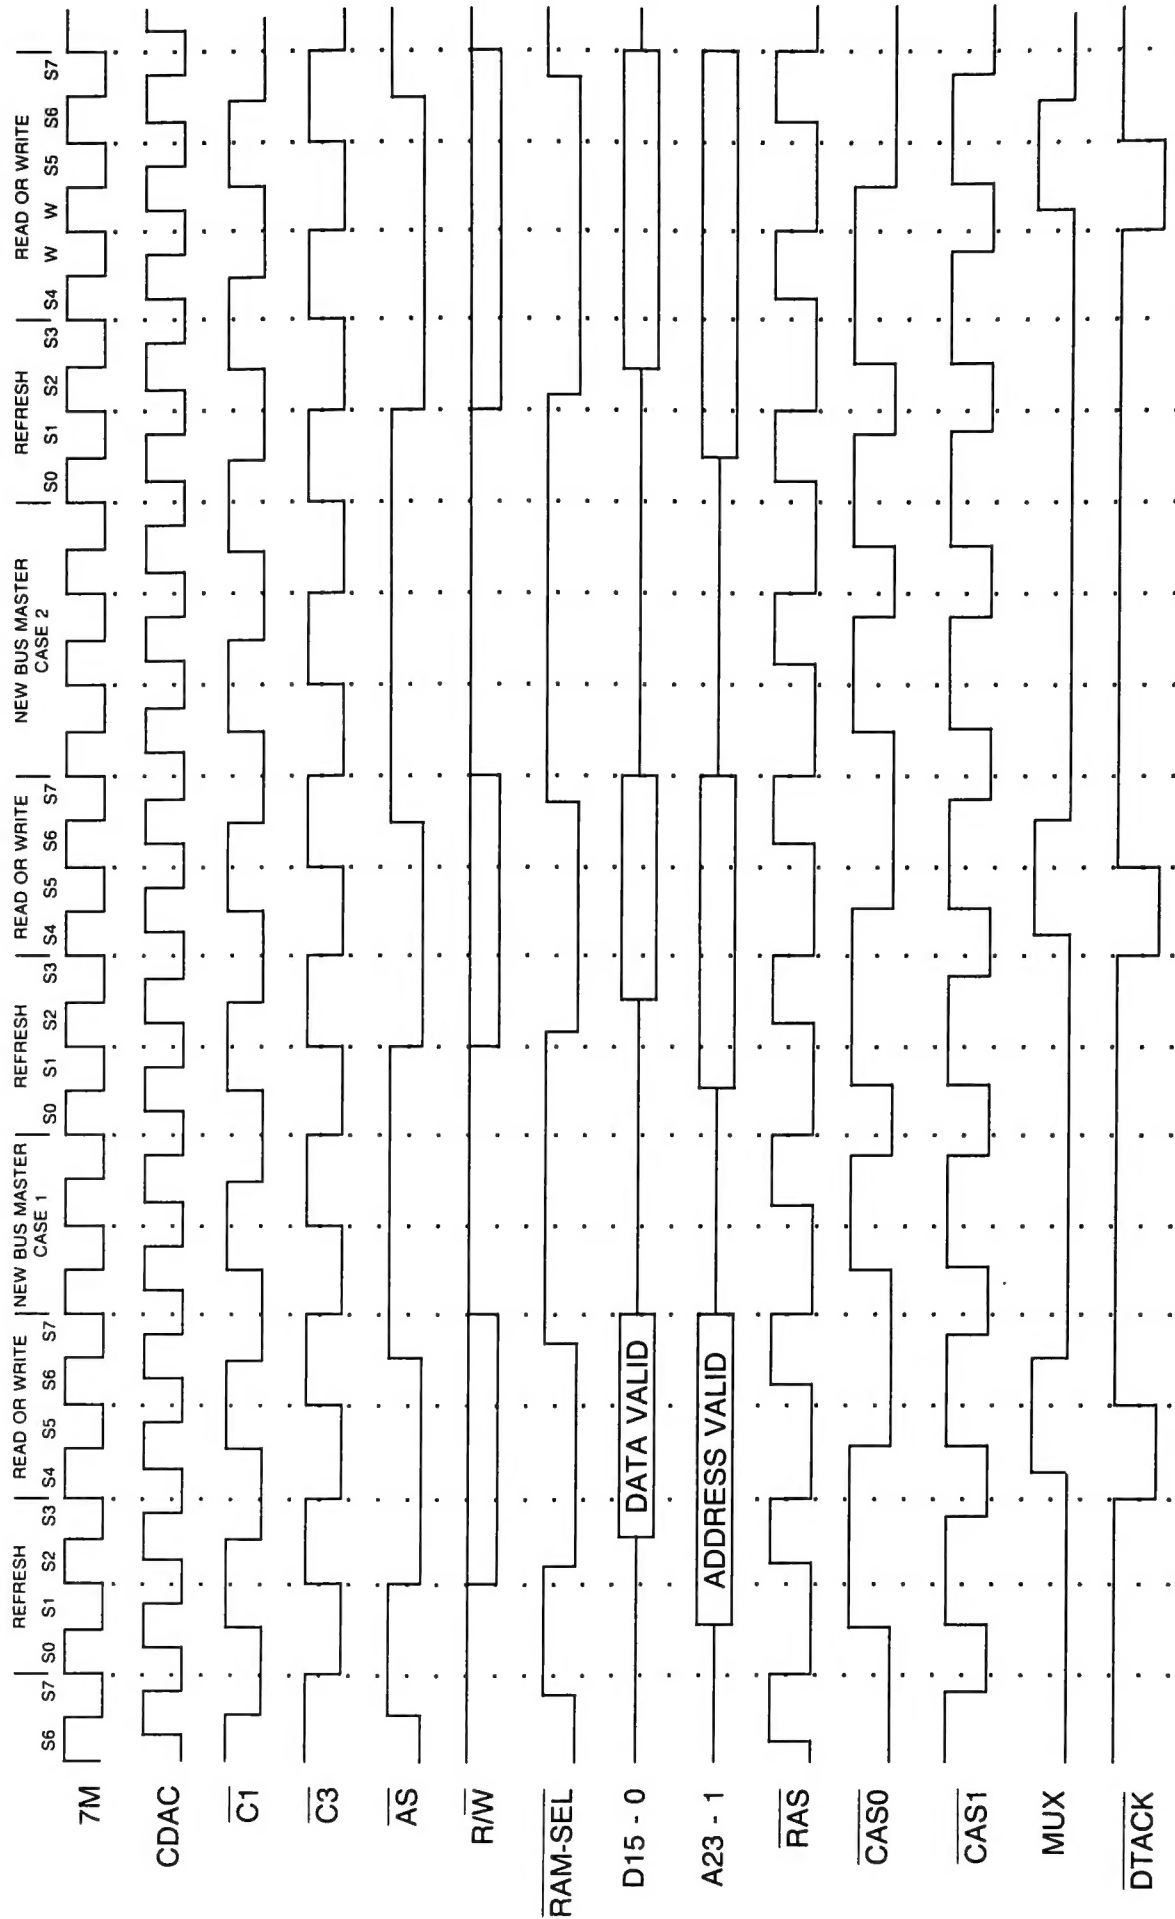 REFRESH
READ OR WRITE
NEW BUS MASTER
CASE 1
REFRESH
READ OR WRITE
NEW BUS MASTER
CASE 2
REFRESH
READ OR WRITE
S6 S7 S0 S1 S2 S3 S4 S5 S6 S7 S0 S1 S2 S3 S4 S5 S6 S7 S0 S1 S2 S3 S4 W W S5 S6 S7
7M
CDAC
C1
C3
AS
R/W
RAM-SEL
D15 - 0
DATA VALID
A23 - 1
ADDRESS VALID
RAS
CAS0
CAS1
MUX
DTACK